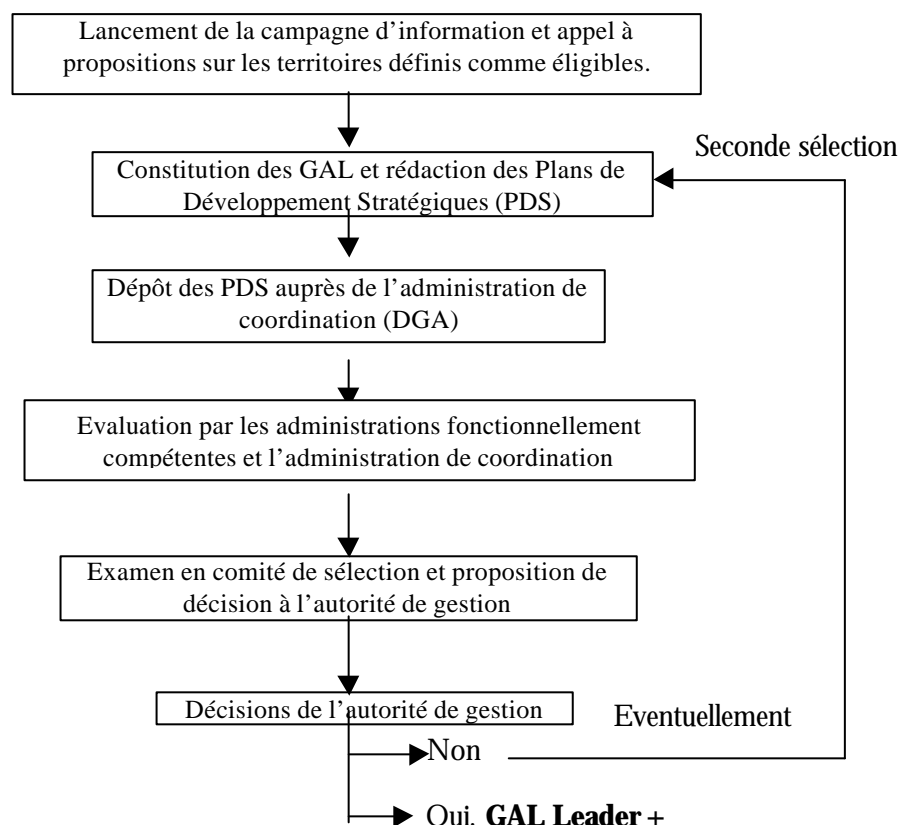 Lancement de la campagne d’information et appel à
propositions sur les territoires définis comme éligibles.
Seconde sélection
Constitution des GAL et rédaction des Plans de
Développement Stratégiques (PDS)
Dépôt des PDS auprès de l’administration de
coordination (DGA)
Evaluation par les administrations fonctionnellement
compétentes et l’administration de coordination
Examen en comité de sélection et proposition de
décision à l’autorité de gestion
Décisions de l’autorité de gestion
Eventuellement
Non
Oui, GAL Leader +